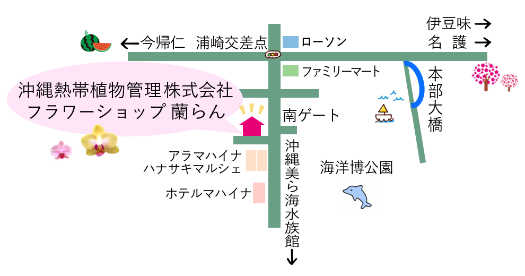 伊豆味
今帰仁 浦崎交差点 ローソン 名護
ファミリーマート
沖縄熱帯植物管理株式会社
フラワーショップ 蘭らん
本部大橋
南ゲート
アラマハイナ
ハナサキマルシェ
海洋博公園
ホテルマハイナ
沖縄美ら海水族館